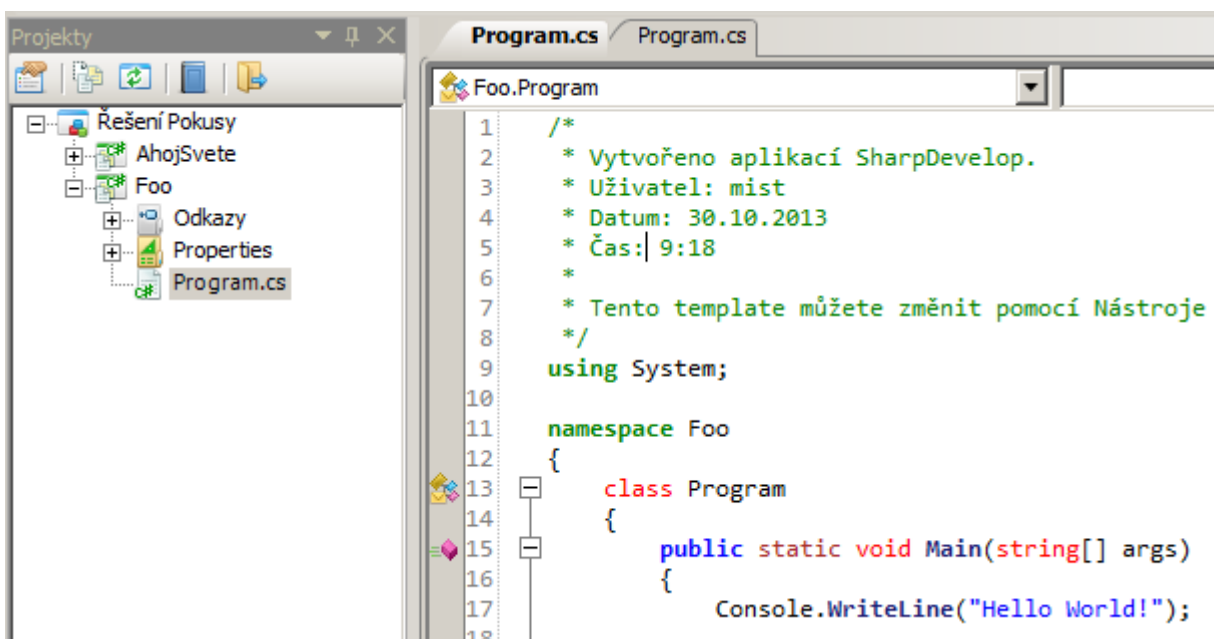 Projekty
Řešení Pokusy
AhojSvete
Foo
Odkazy
Properties
Program.cs
Program.cs Program.cs
Foo.Program
1 /*
2 * Vytvořeno aplikací SharpDevelop.
3 * Uživatel: mist
4 * Datum: 30.10.2013
5 * Čas: 9:18
6 *
7 * Tento template můžete změnit pomocí Nástroje
8 */
9 using System;
10
11 namespace Foo
12 {
13 class Program
14 {
15 public static void Main(string[] args)
16 {
17 Console.WriteLine("Hello World!");
18